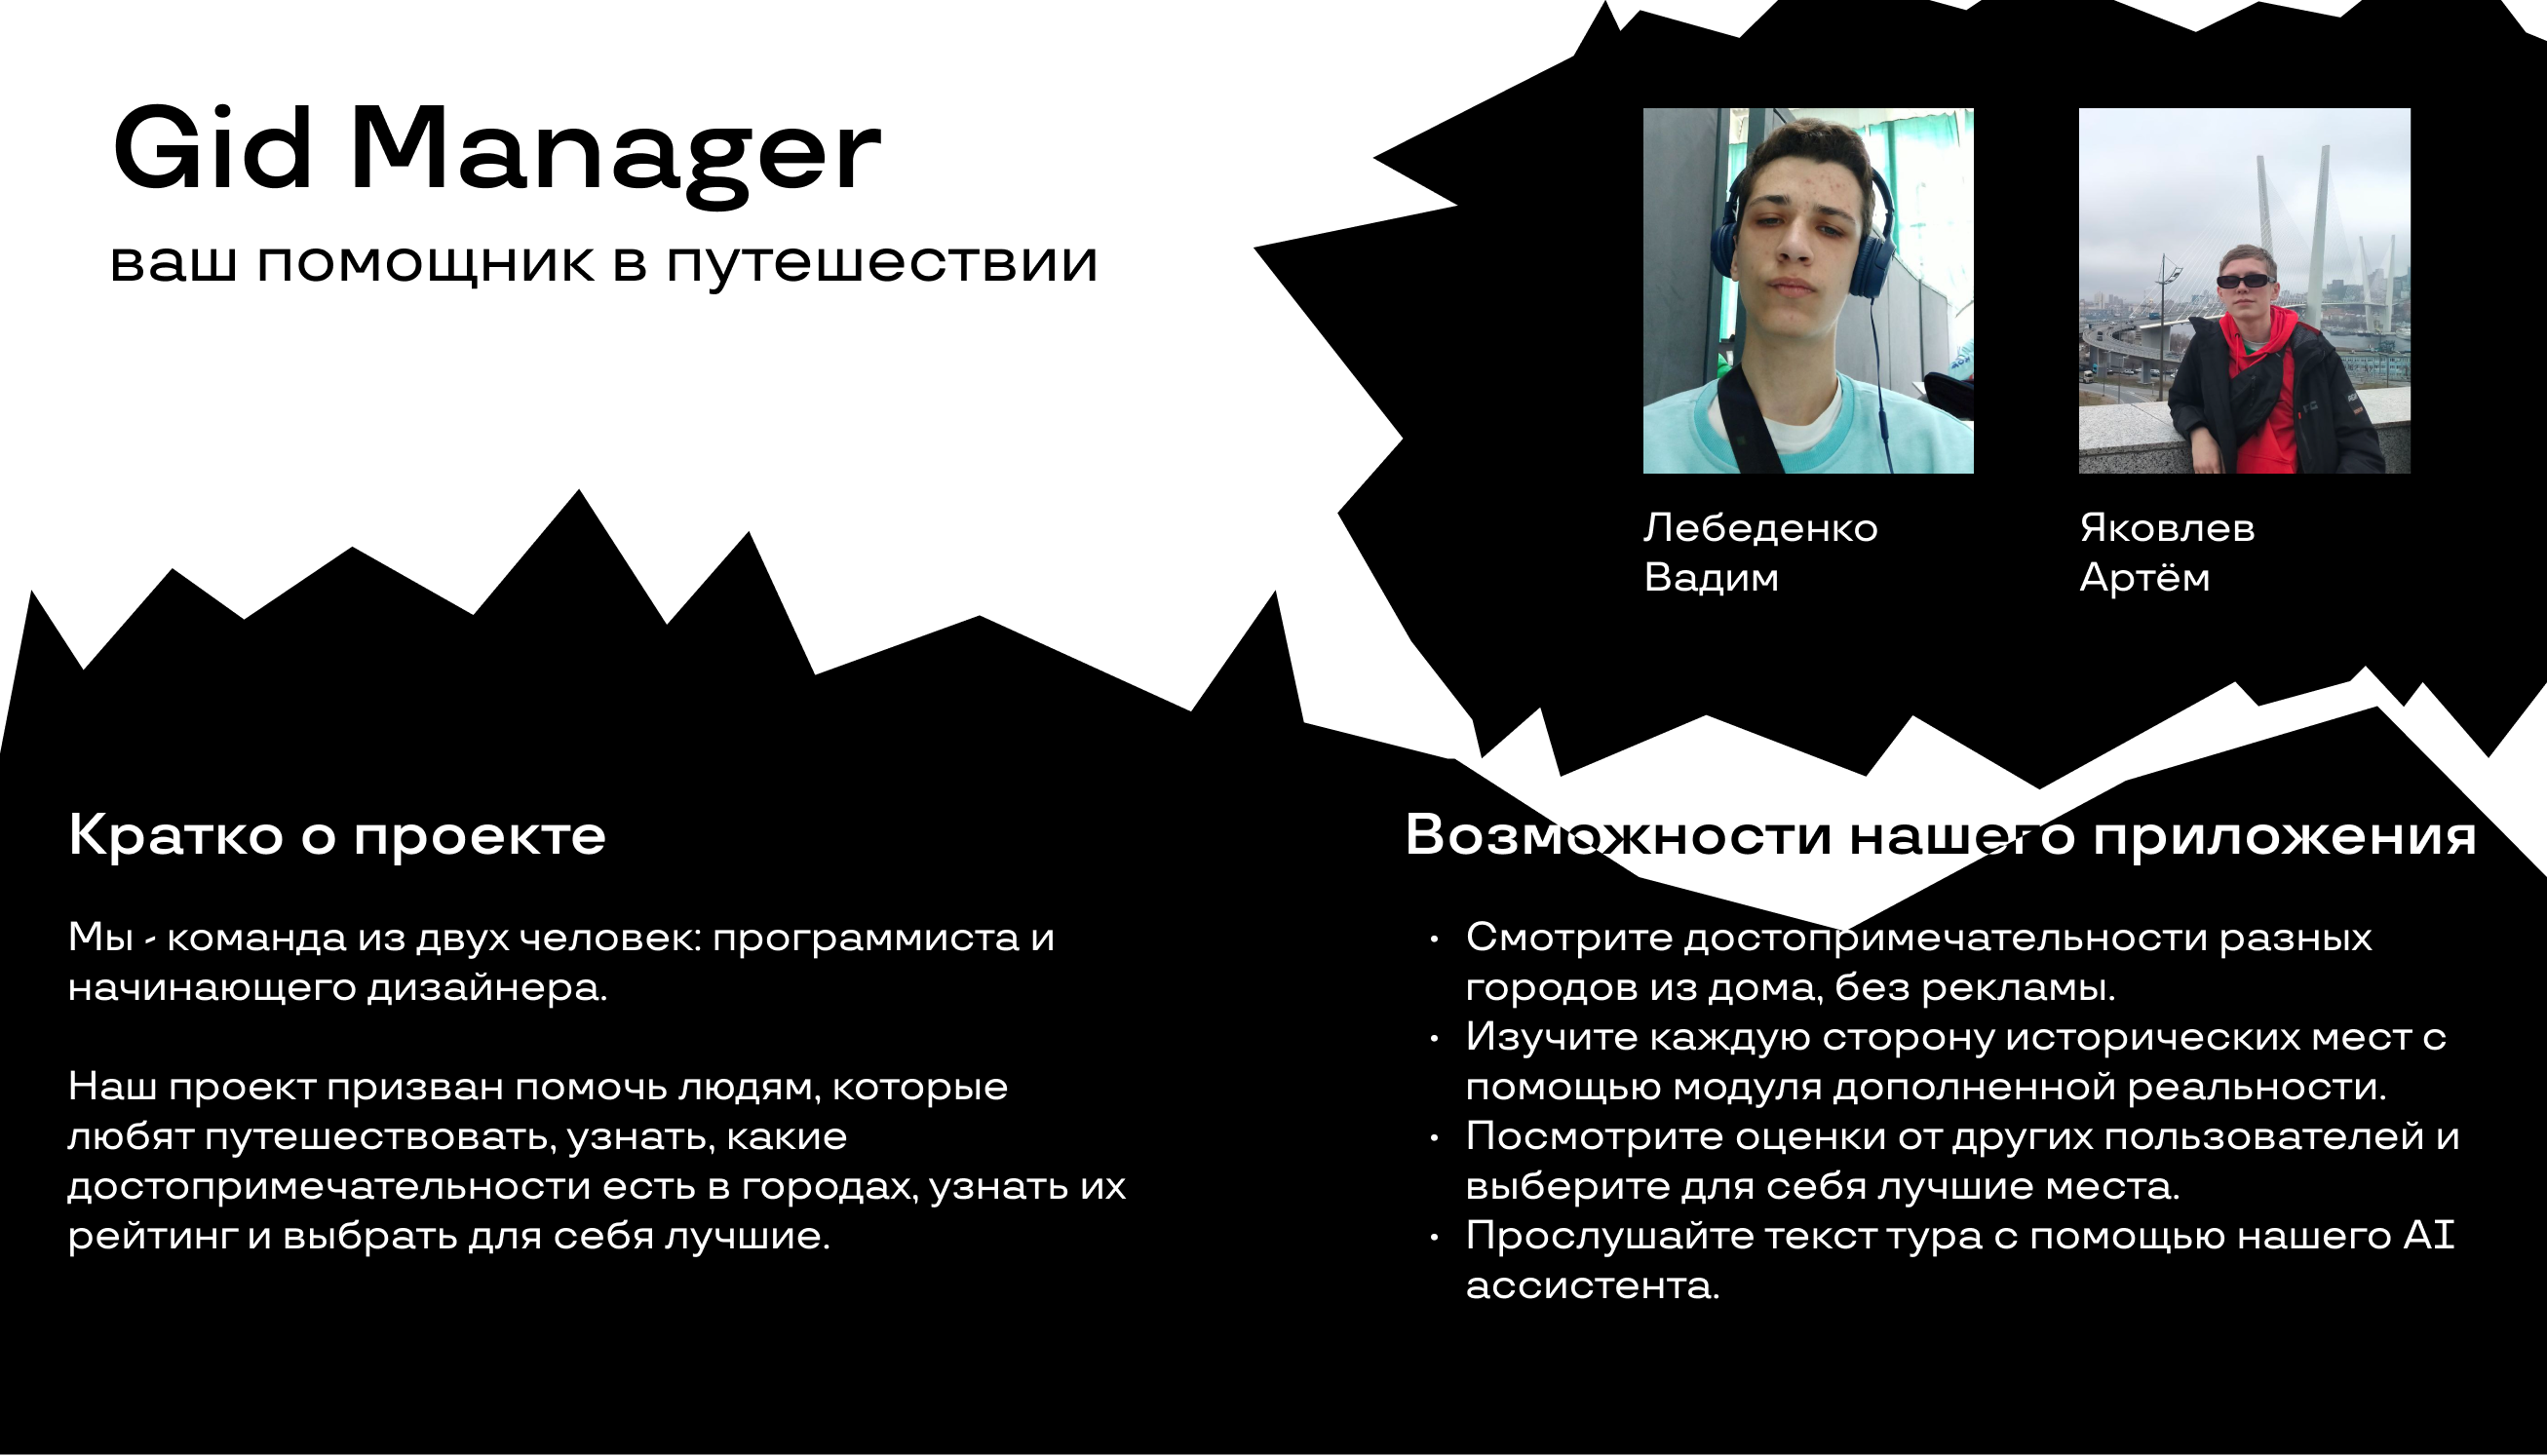 Gid Manager
ваш помощник в путешествии
Лебеденко
Вадим
Яковлев
Артём
Кратко о проекте
Мы - команда из двух человек: программиста и
начинающего дизайнера.
Наш проект призван помочь людям, которые
любят путешествовать, узнать, какие
достопримечательности есть в городах, узнать их
рейтинг и выбрать для себя лучшие.
Возможности нашего приложения
• Смотрите достопримечательности разных
городов из дома, без рекламы.
• Изучите каждую сторону исторических мест с
помощью модуля дополненной реальности.
• Посмотрите оценки от других пользователей и
выберите для себя лучшие места.
• Прослушайте текст тура с помощью нашего AI
ассистента.